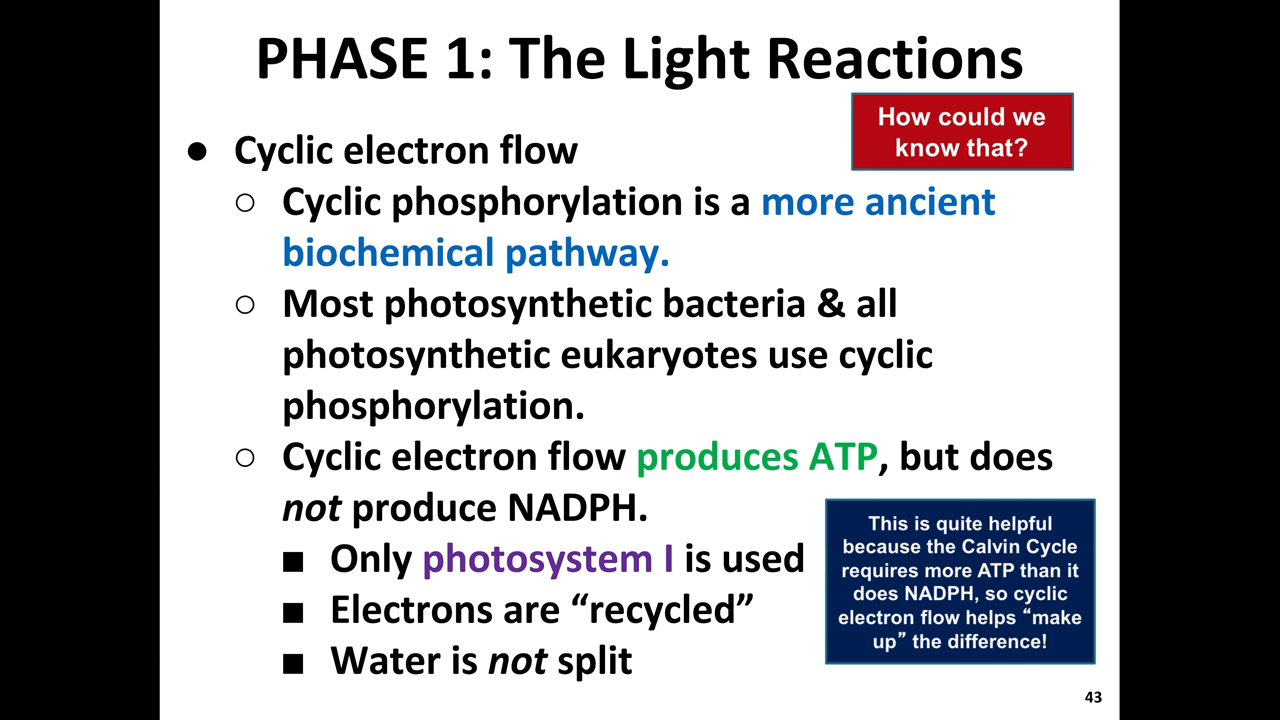 PHASE 1: The Light Reactions
How could we
know that?
● Cyclic electron flow
○ Cyclic phosphorylation is a more ancient
biochemical pathway.
○ Most photosynthetic bacteria & all
photosynthetic eukaryotes use cyclic
phosphorylation.
○ Cyclic electron flow produces ATP, but does
not produce NADPH.
■ Only photosystem I is used
■ Electrons are “recycled”
■ Water is not split
This is quite helpful
because the Calvin Cycle
requires more ATP than it
does NADPH, so cyclic
electron flow helps “make
up” the difference!
43